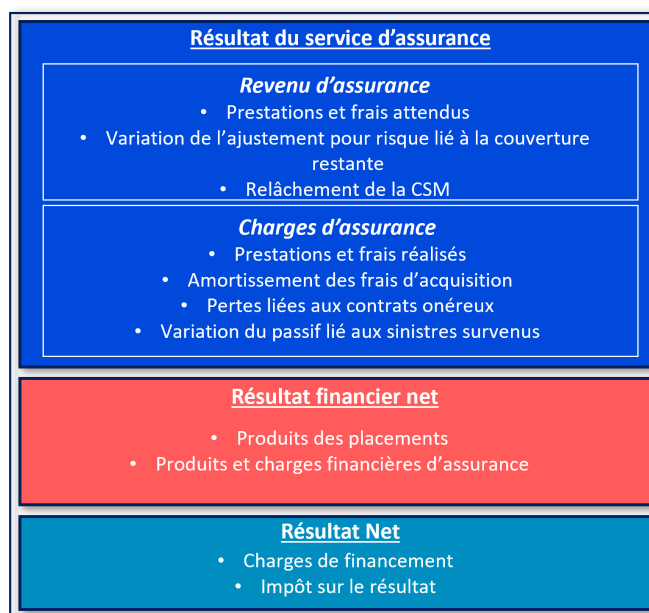 Résultat du service d’assurance
Revenu d’assurance
• Prestations et frais attendus
• Variation de l’ajustement pour risque lié à la couverture
restante
• Relâchement de la CSM
Charges d’assurance
• Prestations et frais réalisés
• Amortissement des frais d’acquisition
• Pertes liées aux contrats onéreux
• Variation du passif lié aux sinistres survenus
Résultat financier net
• Produits des placements
• Produits et charges financières d’assurance
Résultat Net
• Charges de financement
• Impôt sur le résultat